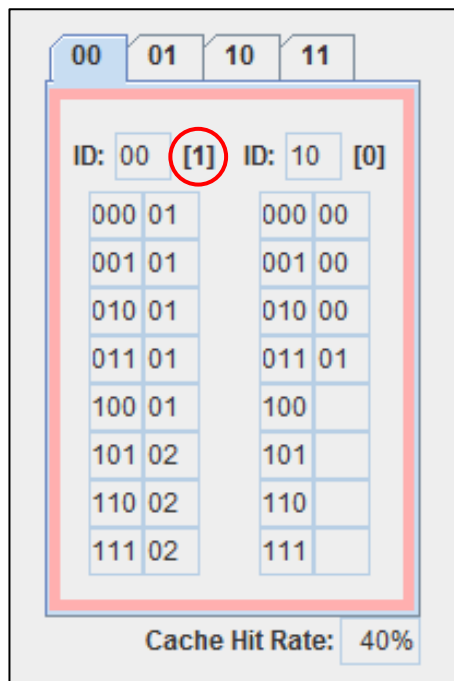 00 01 10 11
ID: 00 [1] ID: 10 [0]
000 01 000 00
001 01 001 00
010 01 010 00
011 01 011 01
100 01 100
101 02 101
110 02 110
111 02 111
Cache Hit Rate: 40%